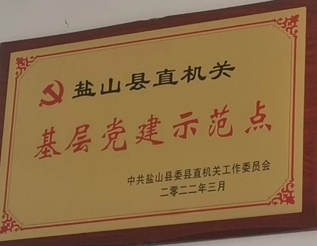 盐山县直机关
基层党建示范点
中共盐山县委县直机关工作委员会
二零二二年三月